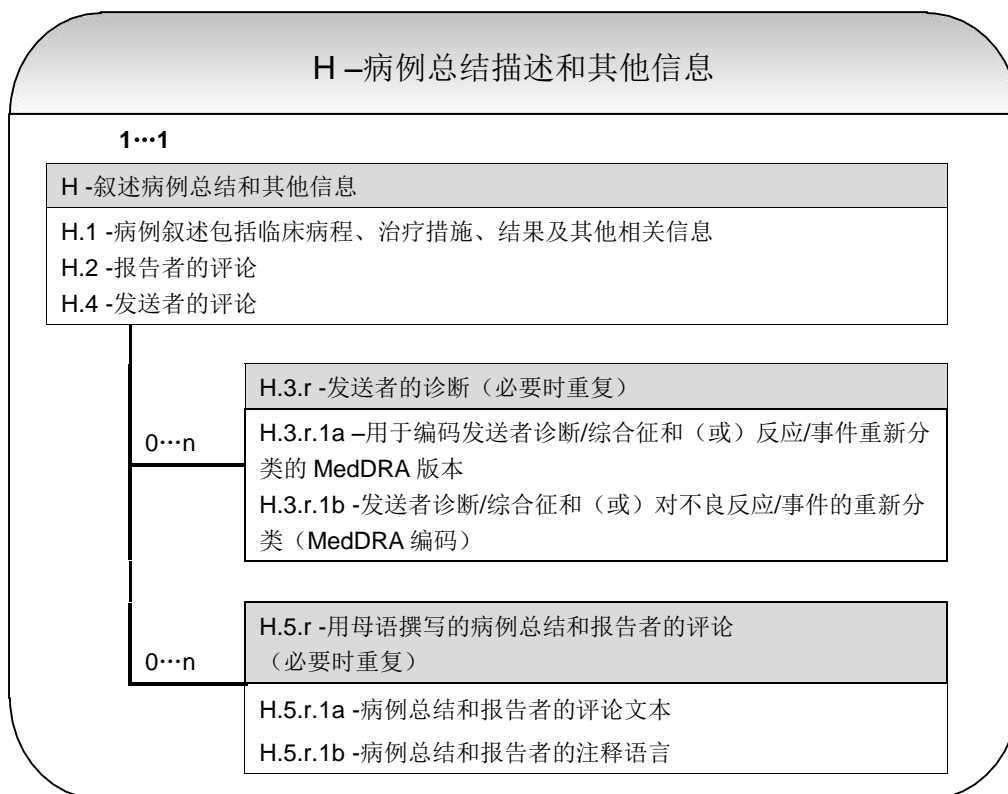 H –病例总结描述和其他信息
1···1
H -叙述病例总结和其他信息
H.1 -病例叙述包括临床病程、治疗措施、结果及其他相关信息
H.2 -报告者的评论
H.4 -发送者的评论
H.3.r -发送者的诊断（必要时重复）
0···n
H.3.r.1a –用于编码发送者诊断/综合征和（或）反应/事件重新分
类的 MedDRA 版本
H.3.r.1b -发送者诊断/综合征和（或）对不良反应/事件的重新分
类（MedDRA 编码）
H.5.r -用母语撰写的病例总结和报告者的评论
（必要时重复）
0···n
H.5.r.1a -病例总结和报告者的评论文本
H.5.r.1b -病例总结和报告者的注释语言